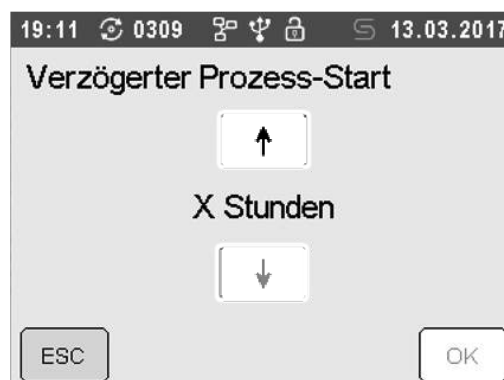 19:11 0309 13.03.2017
Verzögerter Prozess-Start
X Stunden
ESC
OK